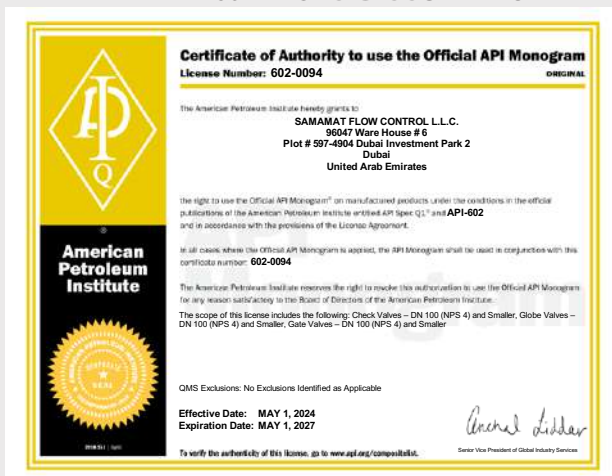 Certificate of Authority to use the Official API Monogram
License Number: 602-0094
ORIGINAL
The American Petroleum Institute hereby grants to
SAMAMAT FLOW CONTROL L.L.C.
96047 Ware House # 6
Plot # 597-4904 Dubai Investment Park 2
Dubai
United Arab Emirates
the right to use the Official API Monogram® on manufactured products under the conditions in the official
publications of the American Petroleum Institute entitled API Spec Q1® and API-602
and in accordance with the provisions of the License Agreement.
In all cases where the Official API Monogram is applied, the API Monogram shall be used in conjunction with this
certificate number: 602-0094
The American Petroleum Institute reserves the right to revoke this authorization to use the Official API Monogram
for any reason satisfactory to the Board of Directors of the American Petroleum Institute.
The scope of this license includes the following: Check Valves – DN 100 (NPS 4) and Smaller, Globe Valves –
DN 100 (NPS 4) and Smaller, Gate Valves – DN 100 (NPS 4) and Smaller
QMS Exclusions: No Exclusions Identified as Applicable
Effective Date: MAY 1, 2024
Expiration Date: MAY 1, 2027
To verify the authenticity of this license, go to www.api.org/compositelist.
Senior Vice President of Global Industry Services
API
Q
American
Petroleum
Institute